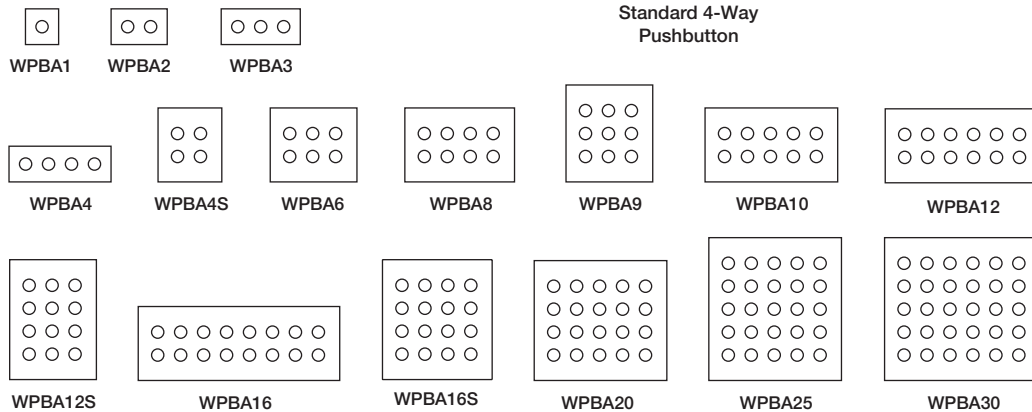 Standard 4-Way
Pushbutton
WPBA1 WPBA2 WPBA3
WPBA4 WPBA4S WPBA6 WPBA8 WPBA9 WPBA10 WPBA12
WPBA12S WPBA16 WPBA16S WPBA20 WPBA25 WPBA30